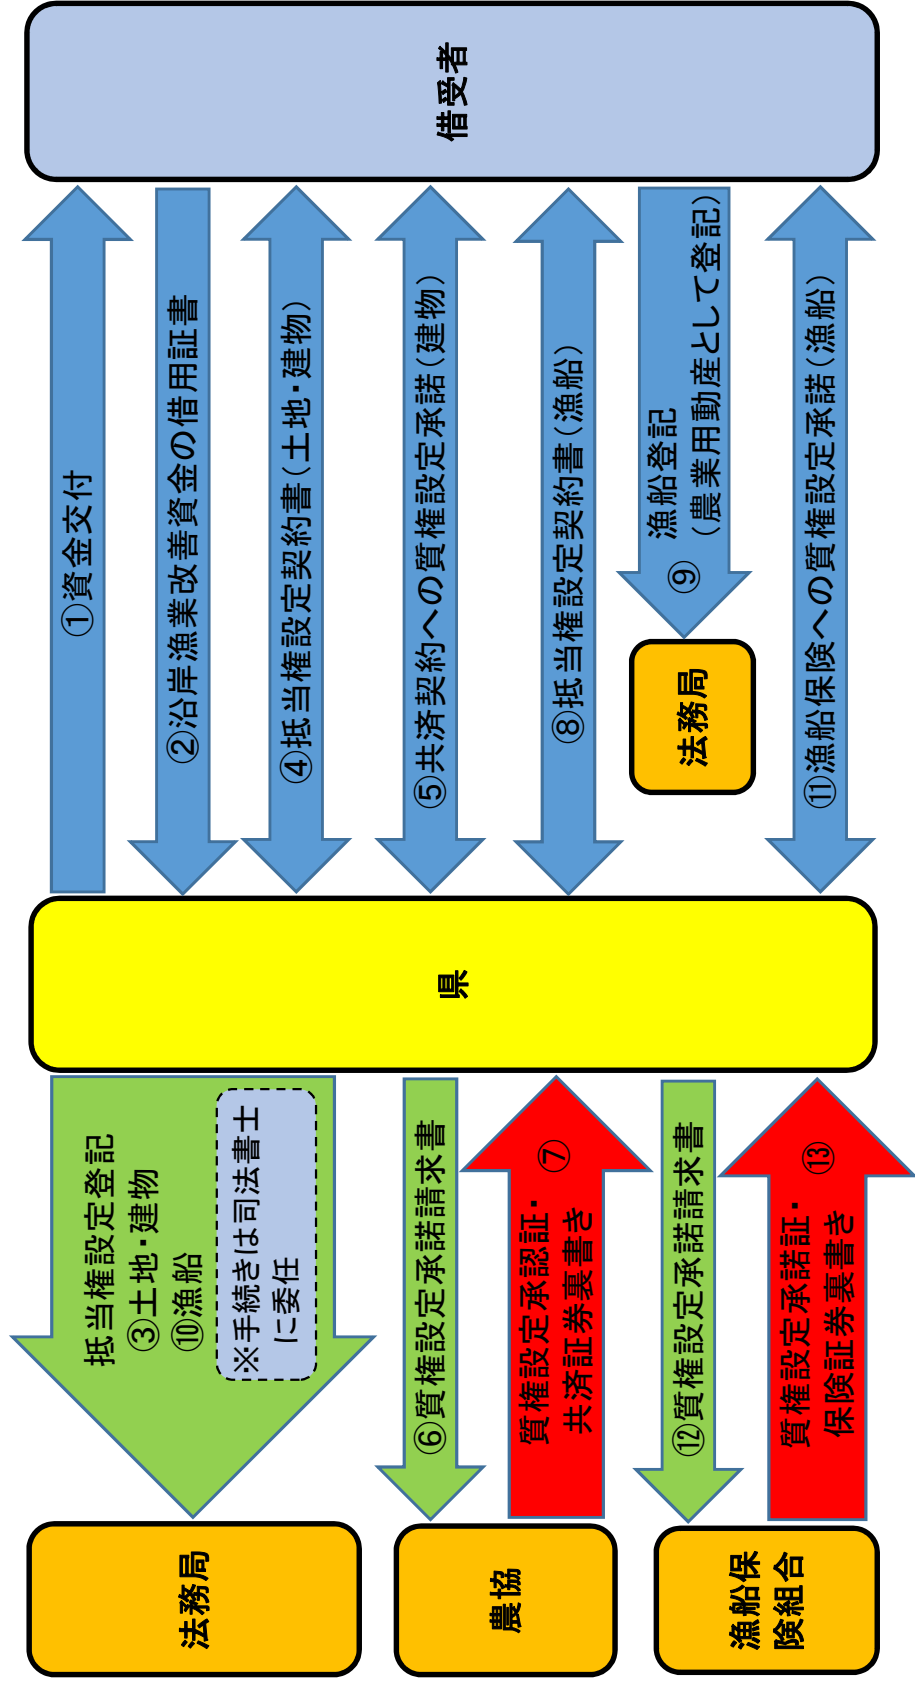 法務局
農協
漁船保
険組合
抵当権設定登記
③土地・建物
⑩漁船
※手続きは司法書士
に委任
⑥質権設定承諾請求書
⑦
質権設定承認証・
共済証券裏書き
⑫質権設定承諾請求書
⑬
質権設定承諾証・
保険証券裏書き
県
①資金交付
②沿岸漁業改善資金の借用証書
④抵当権設定契約書(土地・建物)
⑤共済契約への質権設定承諾(建物)
⑧抵当権設定契約書(漁船)
⑨
漁船登記
(農業用動産として登記)
法務局
⑪漁船保険への質権設定承諾(漁船)
借受者